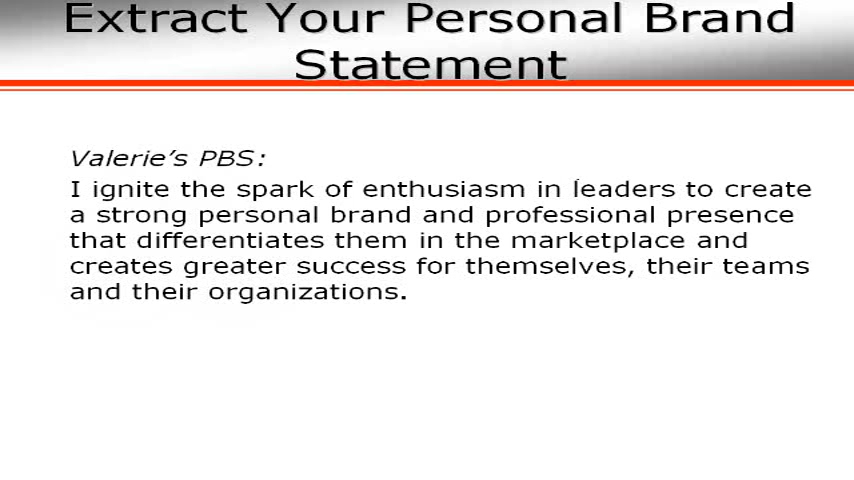 Extract Your Personal Brand
Statement
Valerie's PBS:
I ignite the spark of enthusiasm in leaders to create
a strong personal brand and professional presence
that differentiates them in the marketplace and
creates greater success for themselves, their teams
and their organizations.